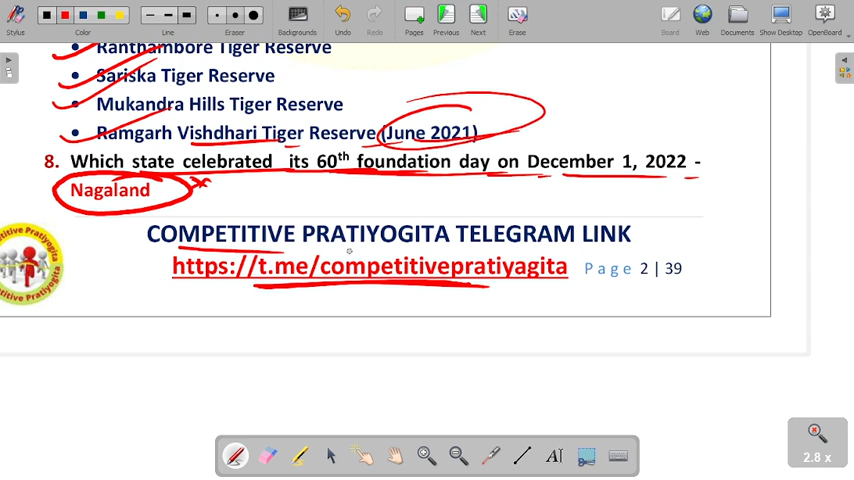 Stylus
Color
Line
Eraser
Backgrounds
Undo
Redo
Pages
Previous
Next
Erase
Board
Web
Documents
Show Desktop
OpenBoard
• Ranthambore Tiger Reserve
• Sariska Tiger Reserve
• Mukandra Hills Tiger Reserve
• Ramgarh Vishdhari Tiger Reserve (June 2021)
8. Which state celebrated its 60th foundation day on December 1, 2022 -
Nagaland
COMPETITIVE PRATIYOGITA TELEGRAM LINK
https://t.me/competitivepratiyagita Page 2 | 39
2.8 x